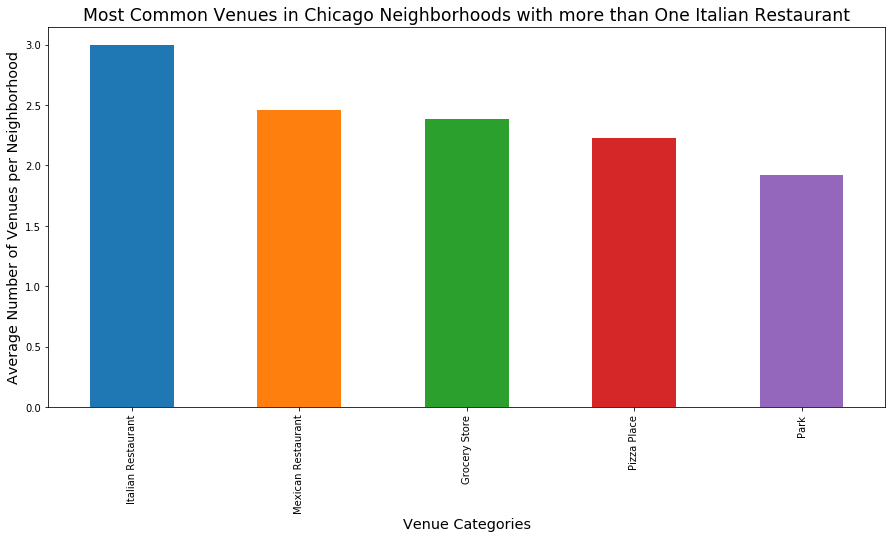 Most Common Venues in Chicago Neighborhoods with more than One Italian Restaurant
Average Number of Venues per Neighborhood
3.0
2.5
2.0
1.5
1.0
0.5
0.0
Italian Restaurant
Mexican Restaurant
Grocery Store
Pizza Place
Park
Venue Categories